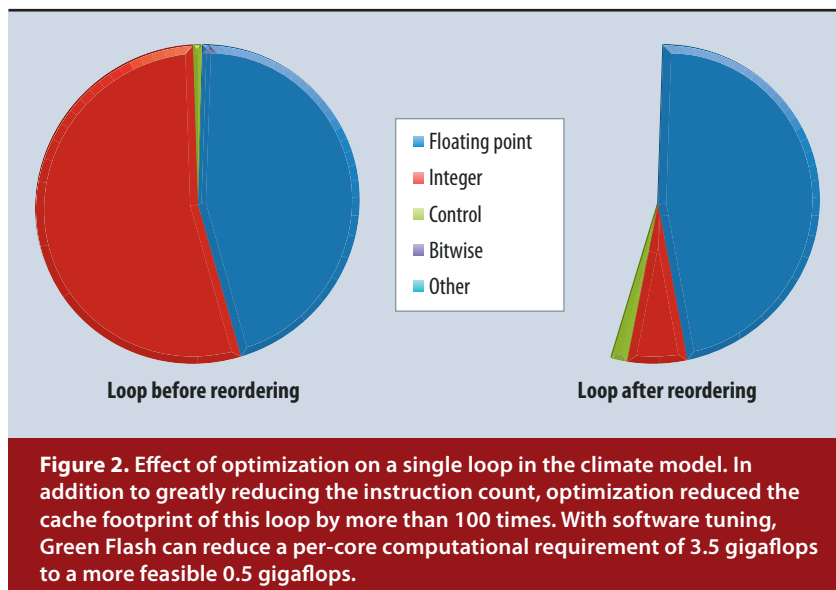 Floating point
Integer
Control
Bitwise
Other
Loop before reordering
Loop after reordering
Figure 2. Effect of optimization on a single loop in the climate model. In
addition to greatly reducing the instruction count, optimization reduced the
cache footprint of this loop by more than 100 times. With software tuning,
Green Flash can reduce a per-core computational requirement of 3.5 gigaflops
to a more feasible 0.5 gigaflops.